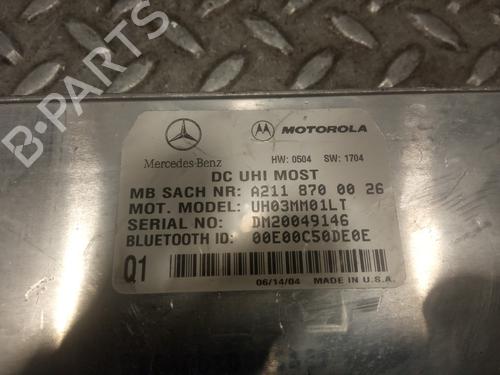 B-PARTS
Mercedes-Benz
MOTOROLA
HW: 0504 SW: 1704
DC UHI MOST
MB SACH NR: A211 870 00 26
MOT. MODEL: UH03MM01LT
SERIAL NO: DM20049146
BLUETOOTH ID: 00E00C50DE0E
Q1
06/14/04 MADE IN U.S.A.